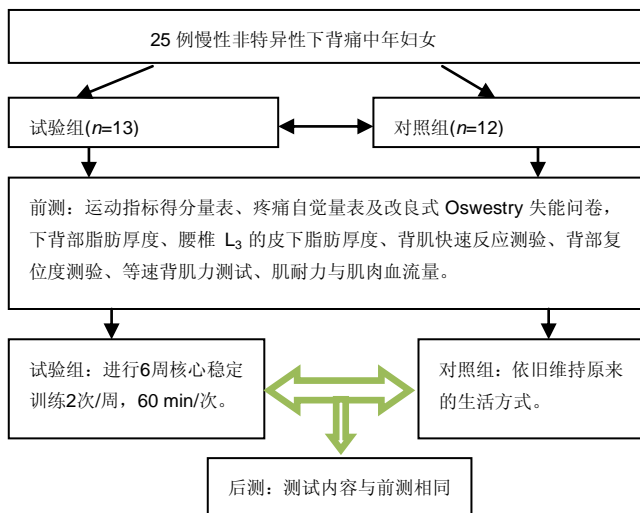 25 例慢性非特异性下背痛中年妇女
试验组(n=13)
对照组(n=12)
前测：运动指标得分量表、疼痛自觉量表及改良式 Oswestry 失能问卷，
下背部脂肪厚度、腰椎 L₃ 的皮下脂肪厚度、背肌快速反应测验、背部复
位度测验、等速背肌力测试、肌耐力与肌肉血流量。
试验组：进行6周核心稳定
训练2次/周，60 min/次。
对照组：依旧维持原来
的生活方式。
后测：测试内容与前测相同